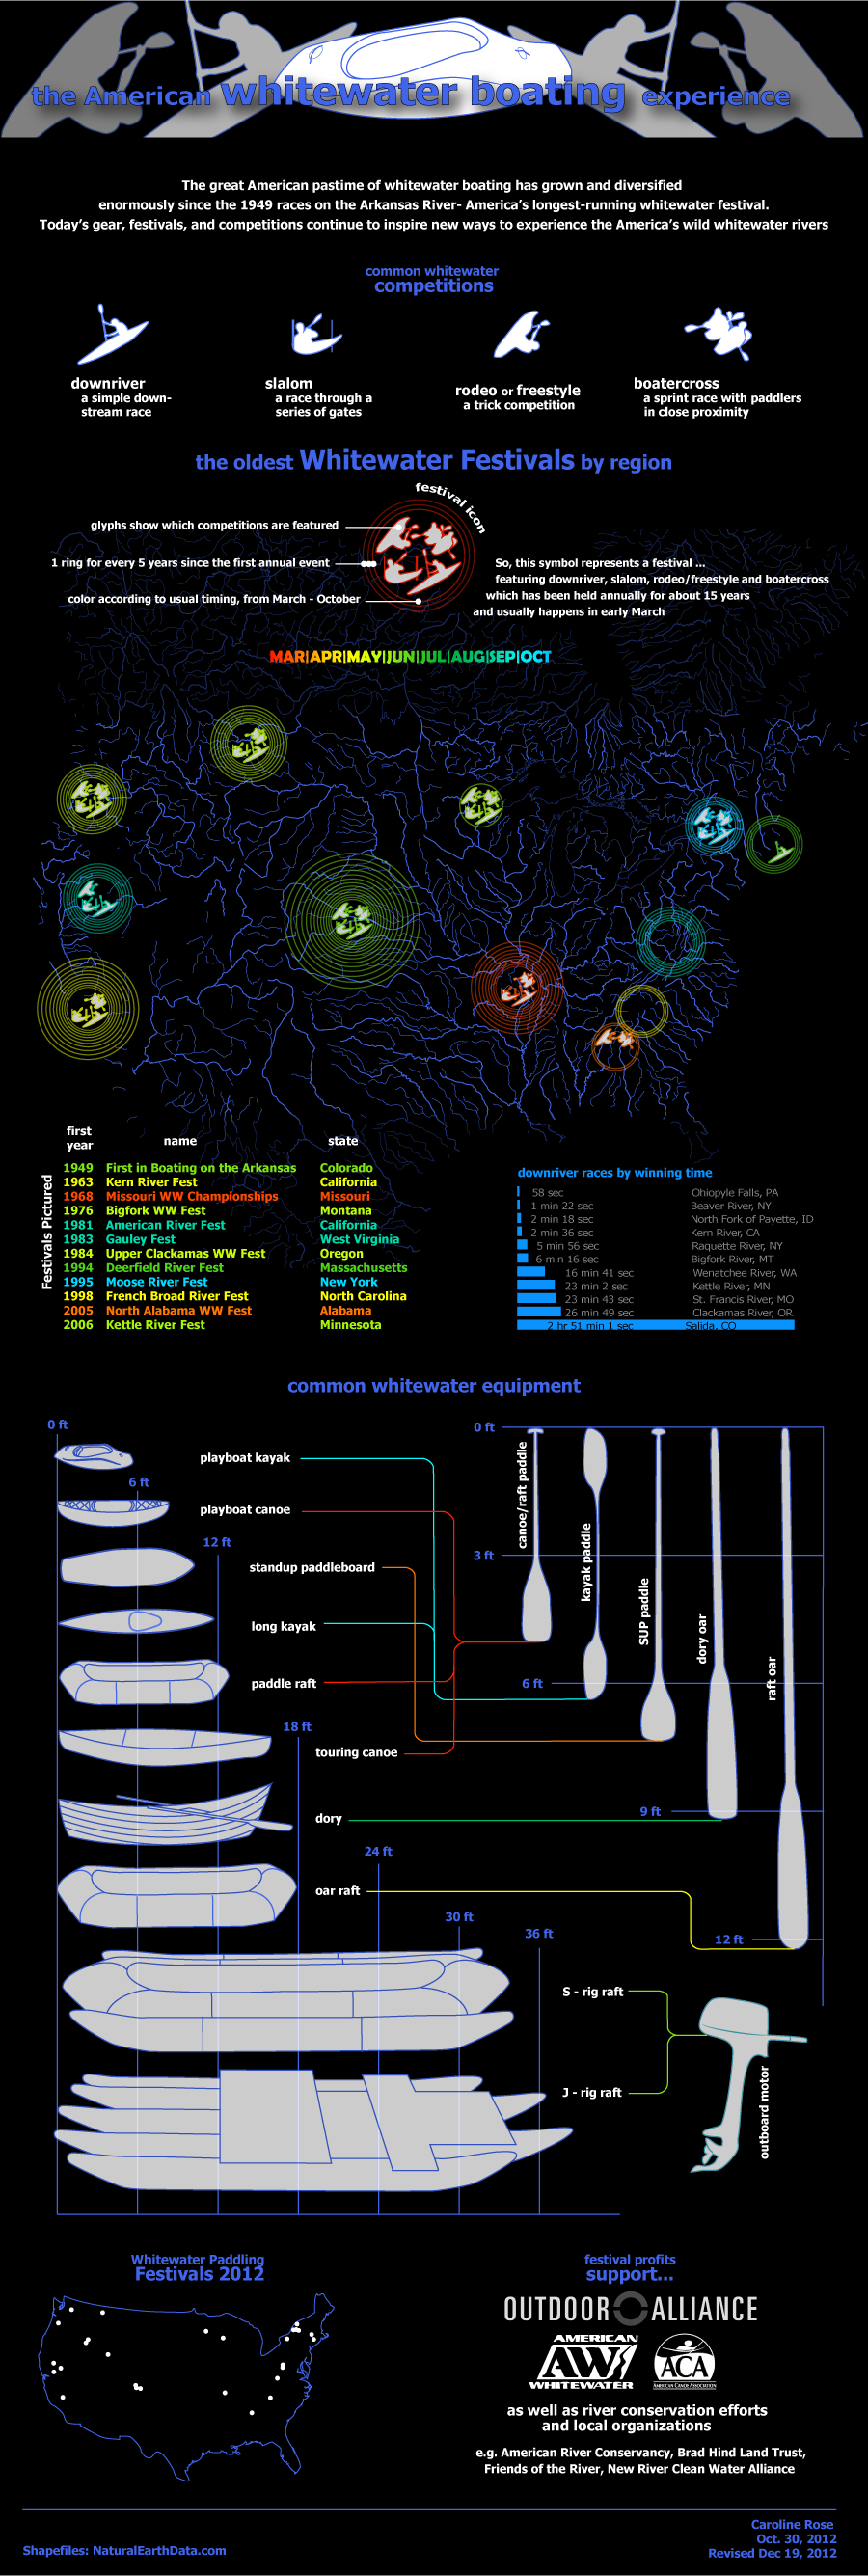 the American whitewater boating experience
The great American pastime of whitewater boating has grown and diversified
enormously since the 1949 races on the Arkansas River- America's longest-running whitewater festival.
Today's gear, festivals, and competitions continue to inspire new ways to experience the America's wild whitewater rivers
common whitewater
competitions
downriver
a simple down-
stream race
slalom
a race through a
series of gates
rodeo or freestyle
a trick competition
boatercross
a sprint race with paddlers
in close proximity
the oldest Whitewater Festivals by region
festival icon
glyphs show which competitions are featured
1 ring for every 5 years since the first annual event
color according to usual timing, from March - October
So, this symbol represents a festival ...
featuring downriver, slalom, rodeo/freestyle and boatercross
which has been held annually for about 15 years
and usually happens in early March
MAR|APR|MAY|JUN|JUL|AUG|SEP|OCT
Festivals Pictured
first
year
name
state
1949 First in Boating on the Arkansas Colorado
1963 Kern River Fest California
1968 Missouri WW Championships Missouri
1976 Bigfork WW Fest Montana
1981 American River Fest California
1983 Gauley Fest West Virginia
1984 Upper Clackamas WW Fest Oregon
1994 Deerfield River Fest Massachusetts
1995 Moose River Fest New York
1998 French Broad River Fest North Carolina
2005 North Alabama WW Fest Alabama
2006 Kettle River Fest Minnesota
downriver races by winning time
58 sec Ohiopyle Falls, PA
1 min 22 sec Beaver River, NY
2 min 18 sec North Fork of Payette, ID
2 min 36 sec Kern River, CA
5 min 56 sec Raquette River, NY
6 min 16 sec Bigfork River, MT
16 min 41 sec Wenatchee River, WA
23 min 2 sec Kettle River, MN
23 min 43 sec St. Francis River, MO
26 min 49 sec Clackamas River, OR
2 hr 51 min 1 sec Salida, CO
common whitewater equipment
0 ft
6 ft
12 ft
18 ft
24 ft
30 ft
36 ft
playboat kayak
playboat canoe
standup paddleboard
long kayak
paddle raft
touring canoe
dory
oar raft
S - rig raft
J - rig raft
0 ft
3 ft
6 ft
9 ft
12 ft
canoe/raft paddle
kayak paddle
SUP paddle
dory oar
raft oar
outboard motor
Whitewater Paddling
Festivals 2012
festival profits
support...
OUTDOOR ALLIANCE
AMERICAN
AW
WHITEWATER
ACA
AMERICAN CANOE ASSOCIATION
as well as river conservation efforts
and local organizations
e.g. American River Conservancy, Brad Hind Land Trust,
Friends of the River, New River Clean Water Alliance
Shapefiles: NaturalEarthData.com
Caroline Rose
Oct. 30, 2012
Revised Dec 19, 2012